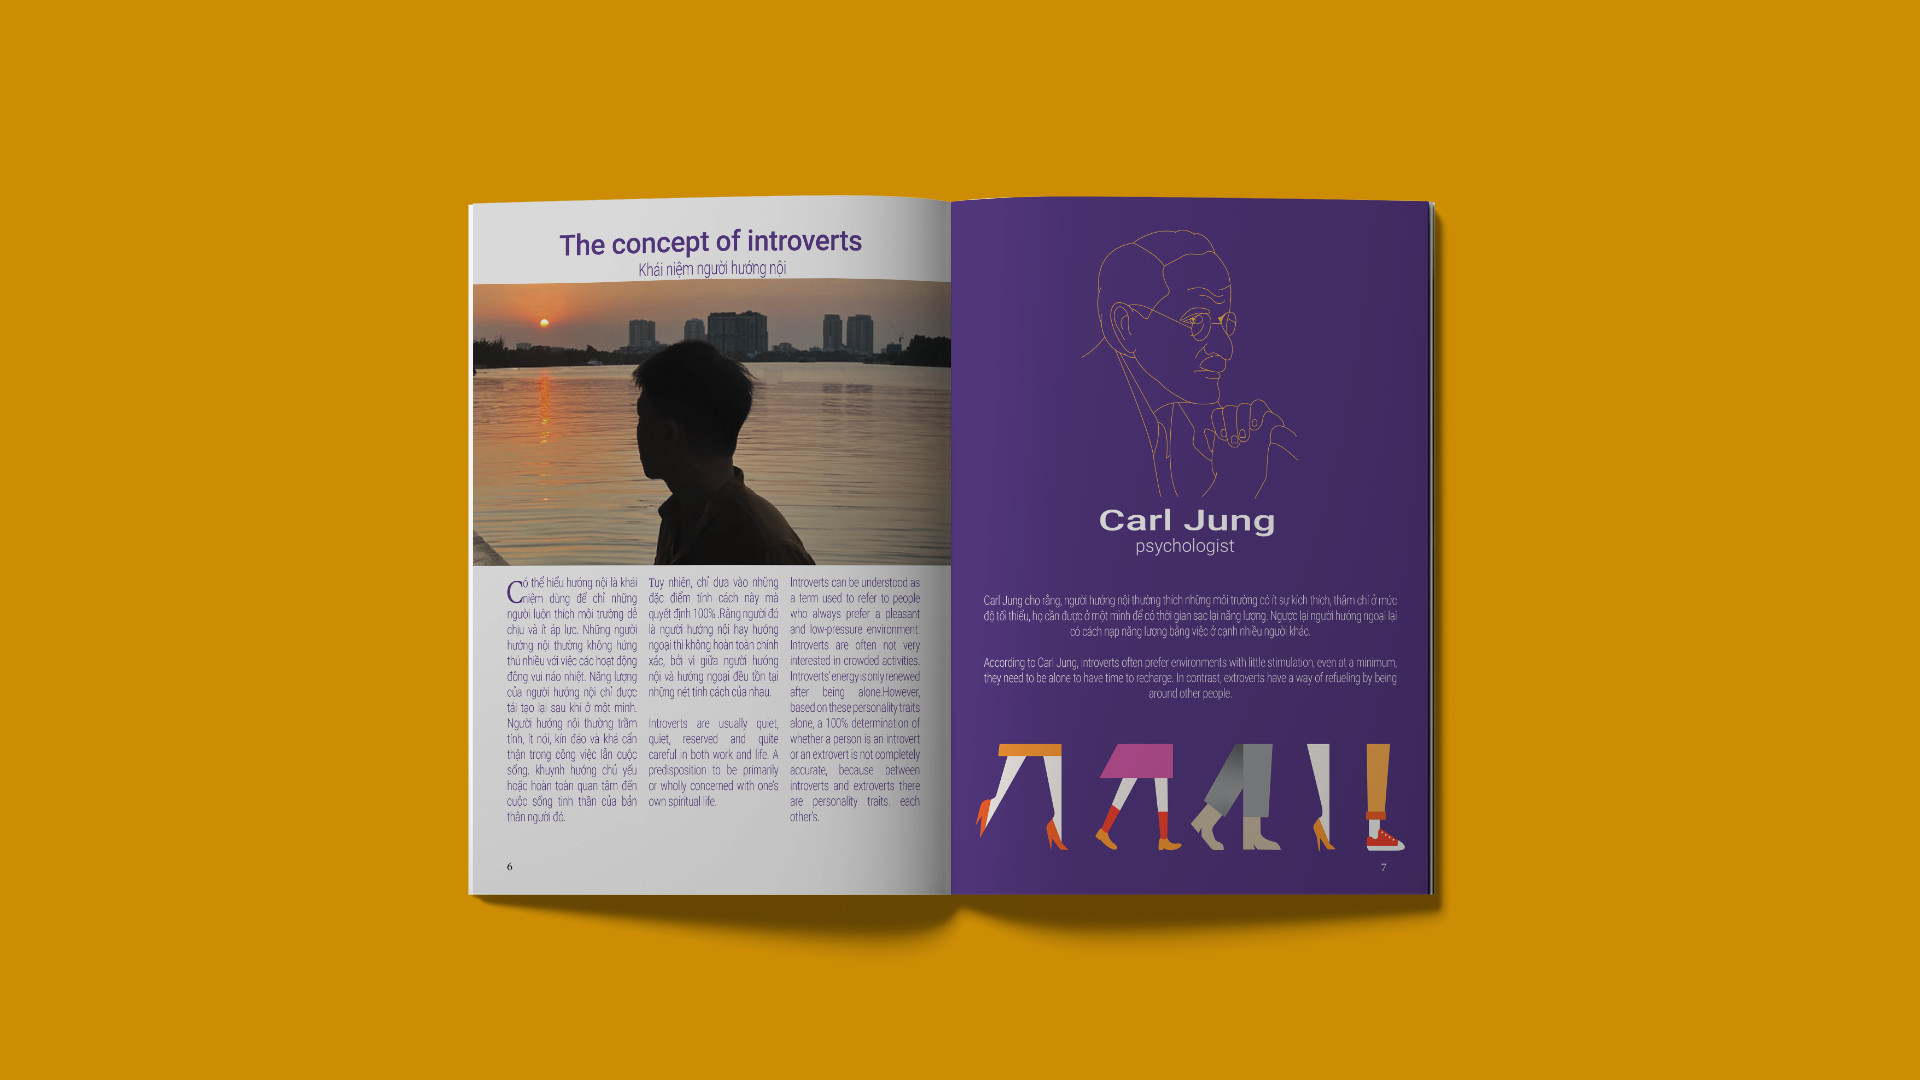 The concept of introverts
Khái niệm người hướng nội
Có thể hiểu hướng nội là khái
niệm dùng để chỉ những
người luôn thích môi trường dễ
chịu và ít áp lực. Những người
hướng nội thường không hứng
thú nhiều với việc các hoạt động
đông vui náo nhiệt. Năng lượng
của người hướng nội chỉ được
tái tạo lại sau khi ở một mình.
Người hướng nội thường trầm
tính, ít nói, kín đáo và khá cẩn
thận trong công việc lẫn cuộc
sống. khuynh hướng chủ yếu
hoặc hoàn toàn quan tâm đến
cuộc sống tinh thần của bản
thân người đó.
Tuy nhiên, chỉ dựa vào những
đặc điểm tính cách này mà
quyết định 100% .Rằng người đó
là người hướng nội hay hướng
ngoại thì không hoàn toàn chính
xác, bởi vì giữa người hướng
nội và hướng ngoại đều tồn tại
những nét tính cách của nhau.
Introverts are usually quiet,
quiet, reserved and quite
careful in both work and life. A
predisposition to be primarily
or wholly concerned with one's
own spiritual life.
Introverts can be understood as
a term used to refer to people
who always prefer a pleasant
and low-pressure environment.
Introverts are often not very
interested in crowded activities.
Introverts' energy is only renewed
after being alone.However,
based on these personality traits
alone, a 100% determination of
whether a person is an introvert
or an extrovert is not completely
accurate, because between
introverts and extroverts there
are personality traits. each
other's.
6
Carl Jung
psychologist
Carl Jung cho rằng, người hướng nội thường thích những môi trường có ít sự kích thích, thậm chí ở mức
độ tối thiểu, họ cần được ở một mình để có thời gian sạc lại năng lượng. Ngược lại người hướng ngoại lại
có cách nạp năng lượng bằng việc ở cạnh nhiều người khác.
According to Carl Jung, introverts often prefer environments with little stimulation, even at a minimum,
they need to be alone to have time to recharge. In contrast, extroverts have a way of refueling by being
around other people.
7